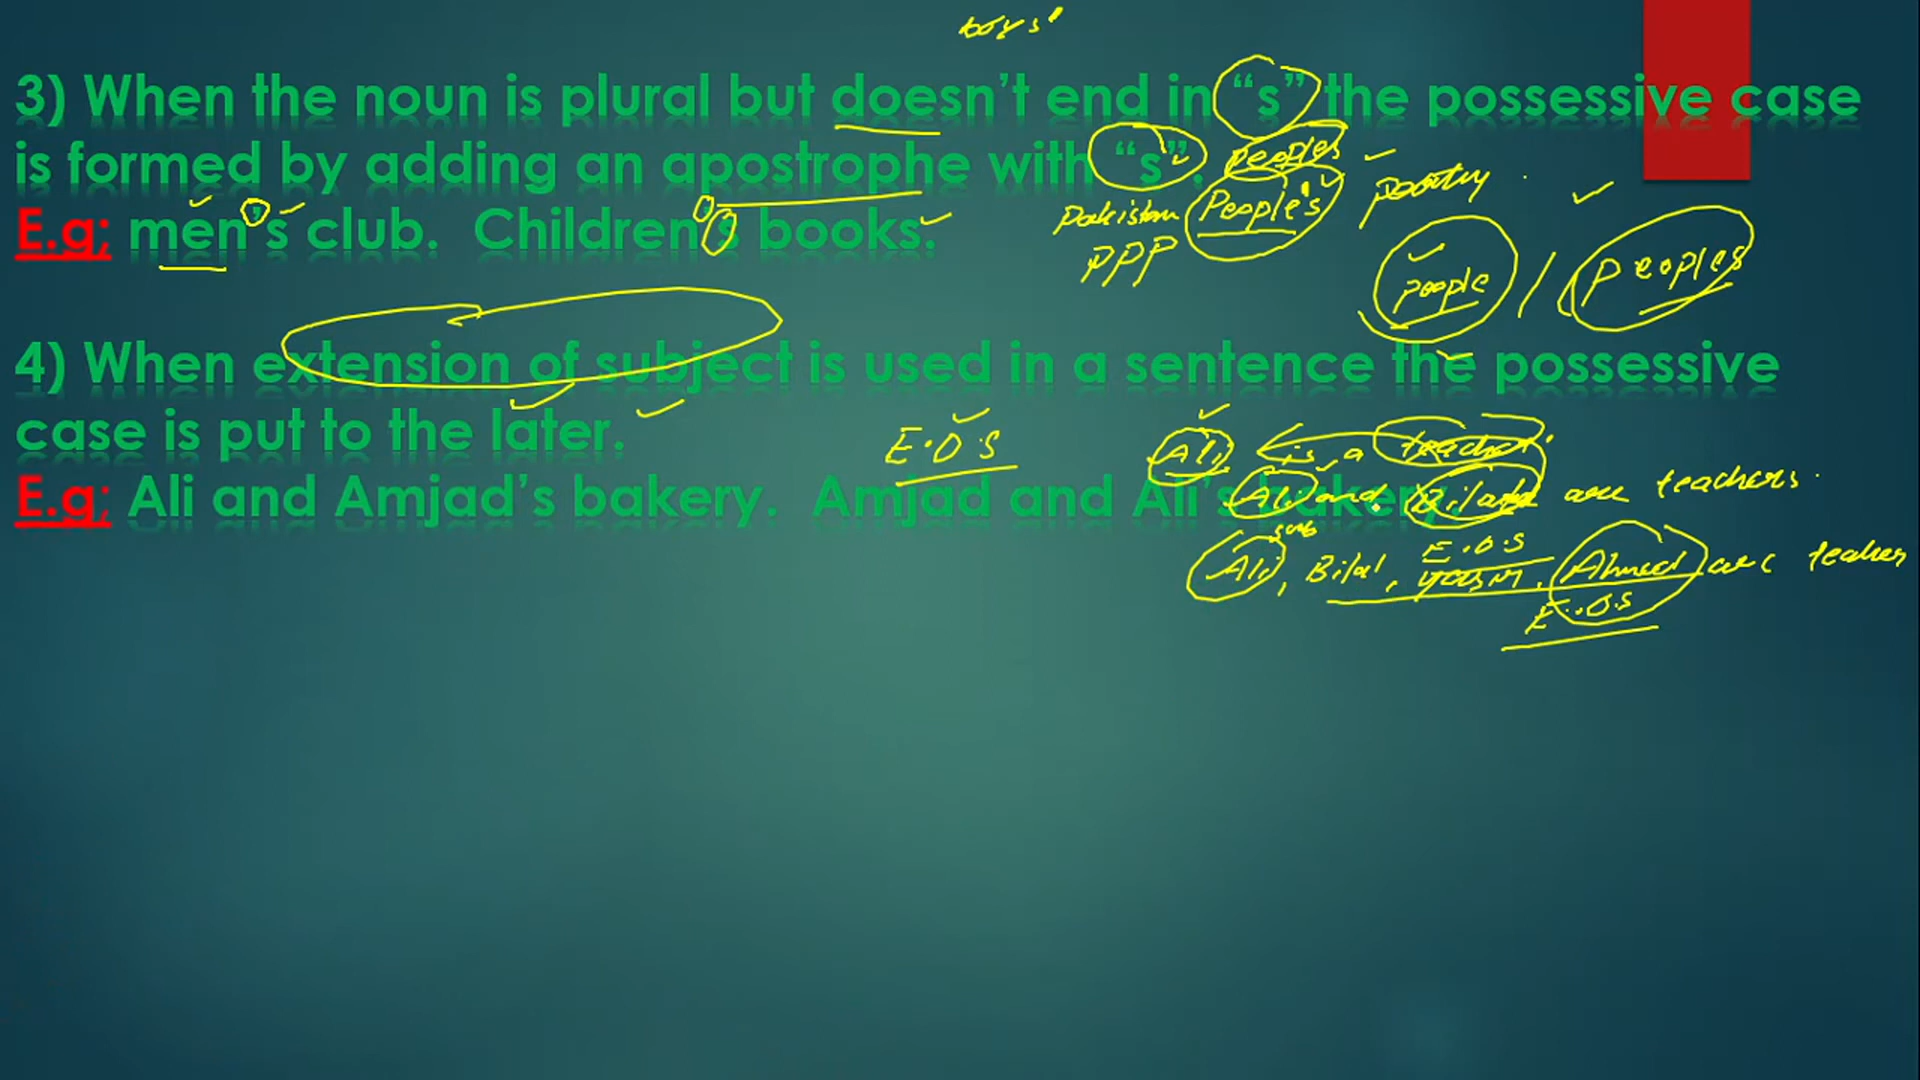 boys'
3) When the noun is plural but doesn't end in “s” the possessive case
is formed by adding an apostrophe with “s”. Peoples
E.g; men's club. Children's books.
Pakistan People's
PPP
people / Peoples
4) When extension of subject is used in a sentence the possessive
case is put to the later.
E.O.S
Ali is a teacher.
E.g; Ali and Amjad's bakery. Amjad and Ali's bakery.
Ali and Bilal are teachers.
sub
Ali, Bilal, Ahmed are teacher
E.O.S
E.O.S